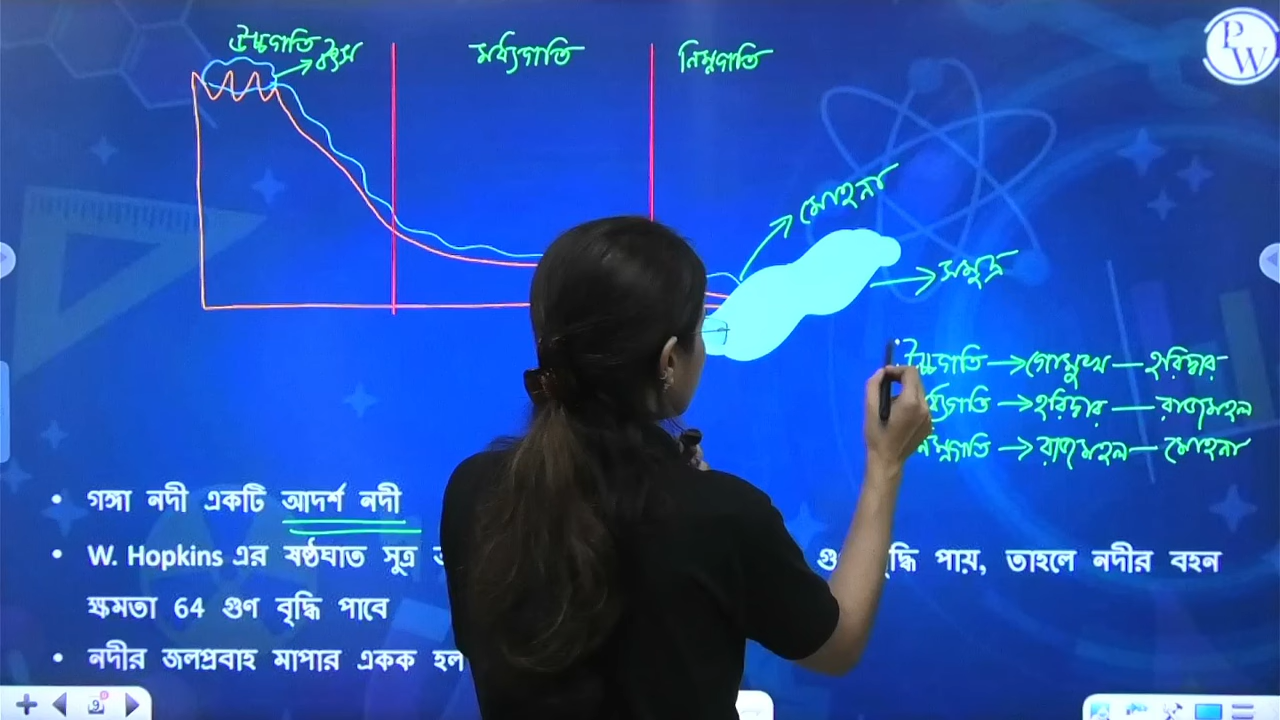 উচ্চগতি
উৎস
মধ্যগতি
নিম্নগতি
PW
মোহনা
সমুদ্র
উচ্চগতি → গোমুখ — হরিদ্বার
মধ্যগতি → হরিদ্বার — রাজমহল
নিম্নগতি → রাজমহল — মোহনা
• গঙ্গা নদী একটি আদর্শ নদী
• W. Hopkins এর ষষ্ঠঘাত সূত্র পায়, তাহলে নদীর বহন
ক্ষমতা 64 গুণ বৃদ্ধি পাবে
• নদীর জলপ্রবাহ মাপার একক হল